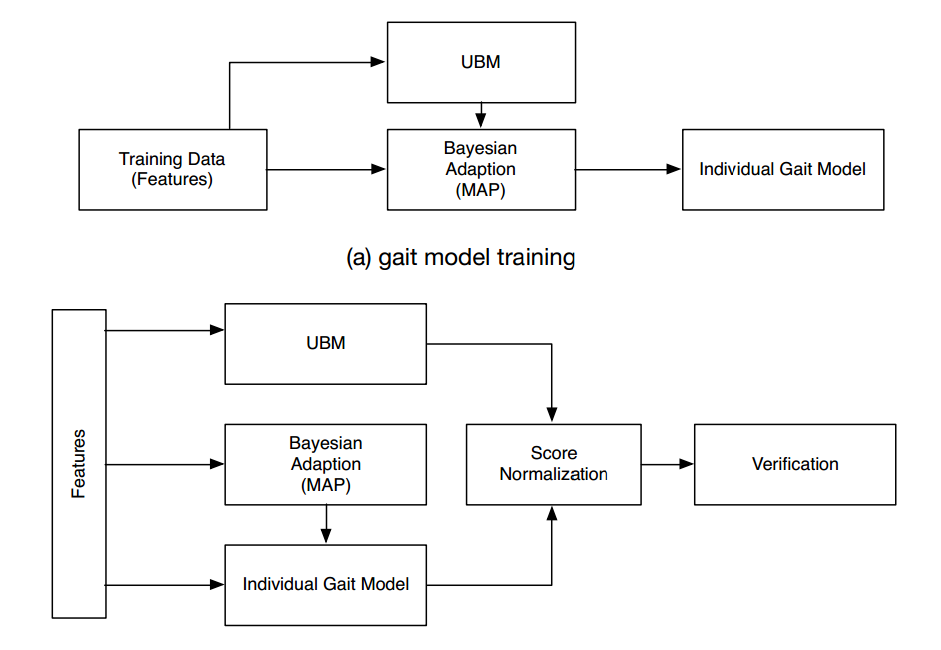 UBM
Training Data
(Features)
Bayesian
Adaption
(MAP)
Individual Gait Model
(a) gait model training
Features
UBM
Bayesian
Adaption
(MAP)
Individual Gait Model
Score
Normalization
Verification